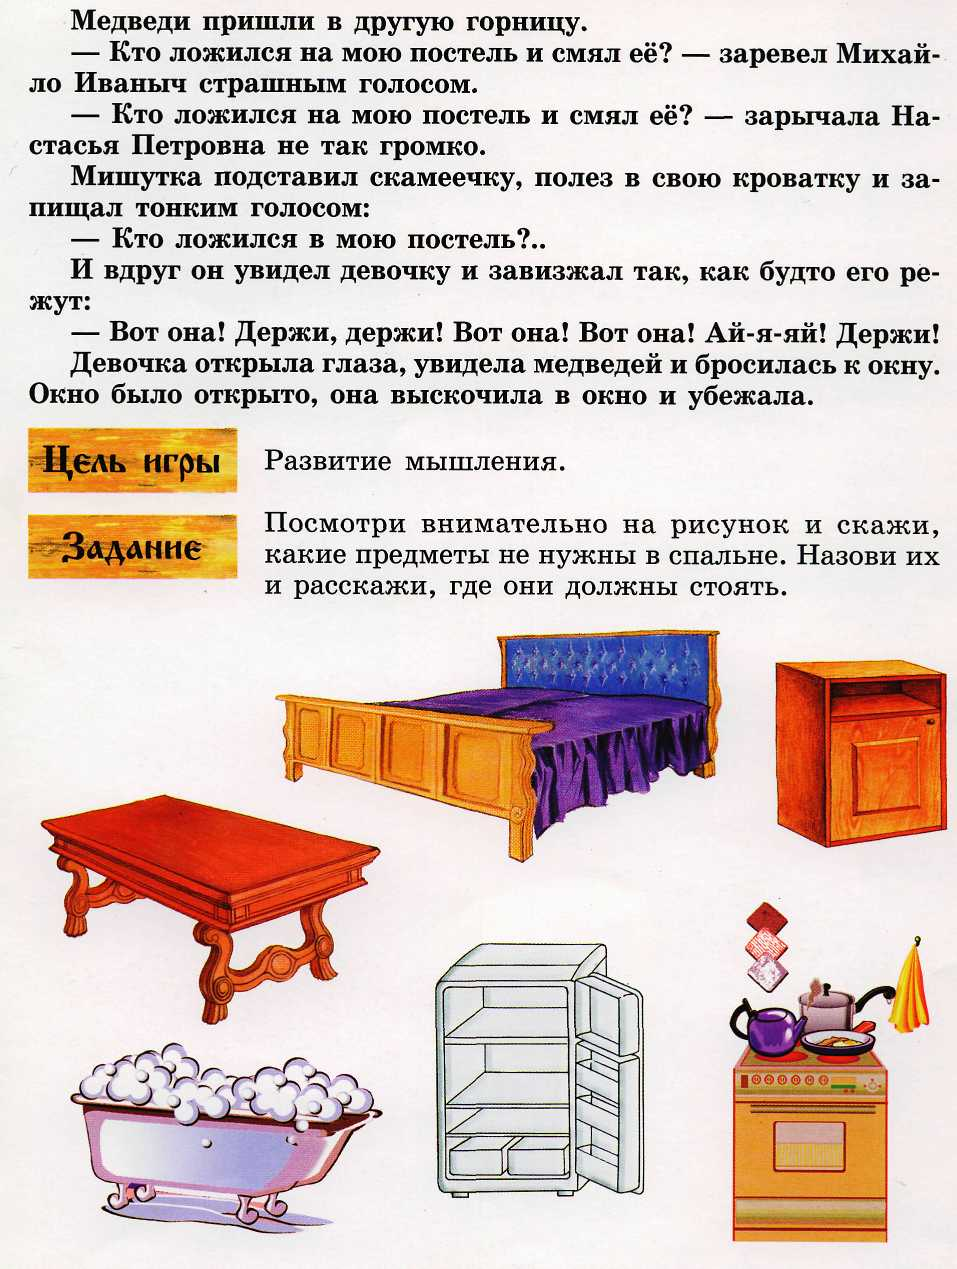 Медведи пришли в другую горницу.
— Кто ложился на мою постель и смял её? — заревел Михай-
ло Иваныч страшным голосом.
— Кто ложился на мою постель и смял её? — зарычала На-
стасья Петровна не так громко.
Мишутка подставил скамеечку, полез в свою кроватку и за-
пищал тонким голосом:
— Кто ложился в мою постель?..
И вдруг он увидел девочку и завизжал так, как будто его ре-
жут:
— Вот она! Держи, держи! Вот она! Вот она! Ай-я-яй! Держи!
Девочка открыла глаза, увидела медведей и бросилась к окну.
Окно было открыто, она выскочила в окно и убежала.
Цель игры
Развитие мышления.
Задание
Посмотри внимательно на рисунок и скажи,
какие предметы не нужны в спальне. Назови их
и расскажи, где они должны стоять.